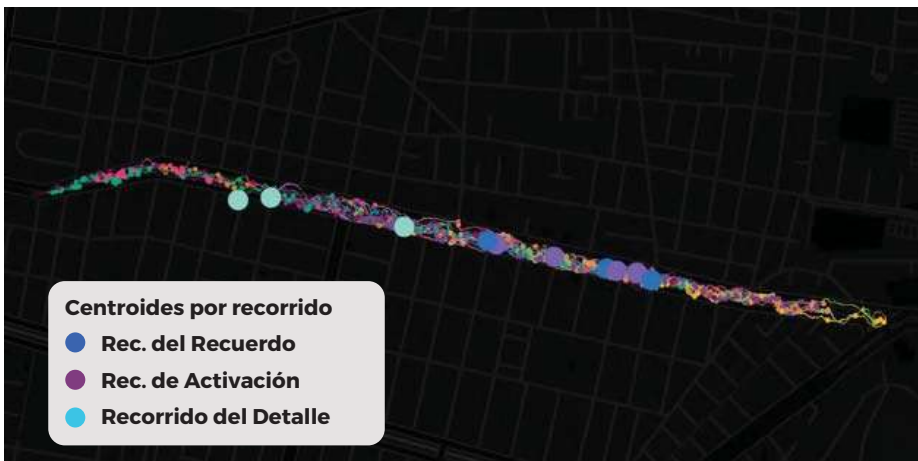 Centroides por recorrido
Rec. del Recuerdo
Rec. de Activación
Recorrido del Detalle